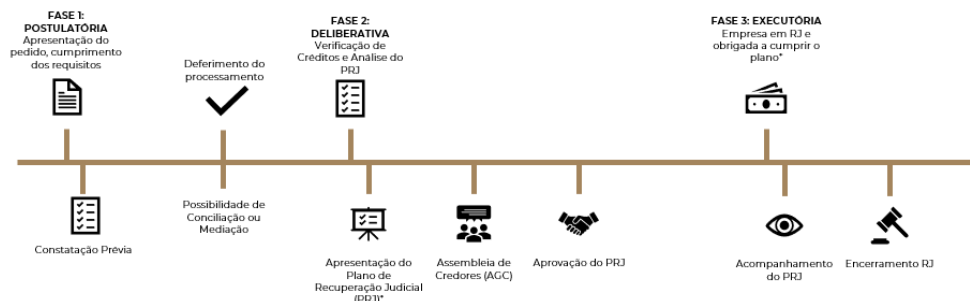 FASE 1:
POSTULATÓRIA
Apresentação do
pedido, cumprimento
dos requisitos
Deferimento do
processamento
FASE 2:
DELIBERATIVA
Verificação de
Créditos e Análise do
PRJ
FASE 3: EXECUTÓRIA
Empresa em RJ e
obrigada a cumprir o
plano*
Constatação Prévia
Possibilidade de
Conciliação ou
Mediação
Apresentação do
Plano de
Recuperação Judicial
(PRJ)*
Assembleia de
Credores (AGC)
Aprovação do PRJ
Acompanhamento
do PRJ
Encerramento RJ